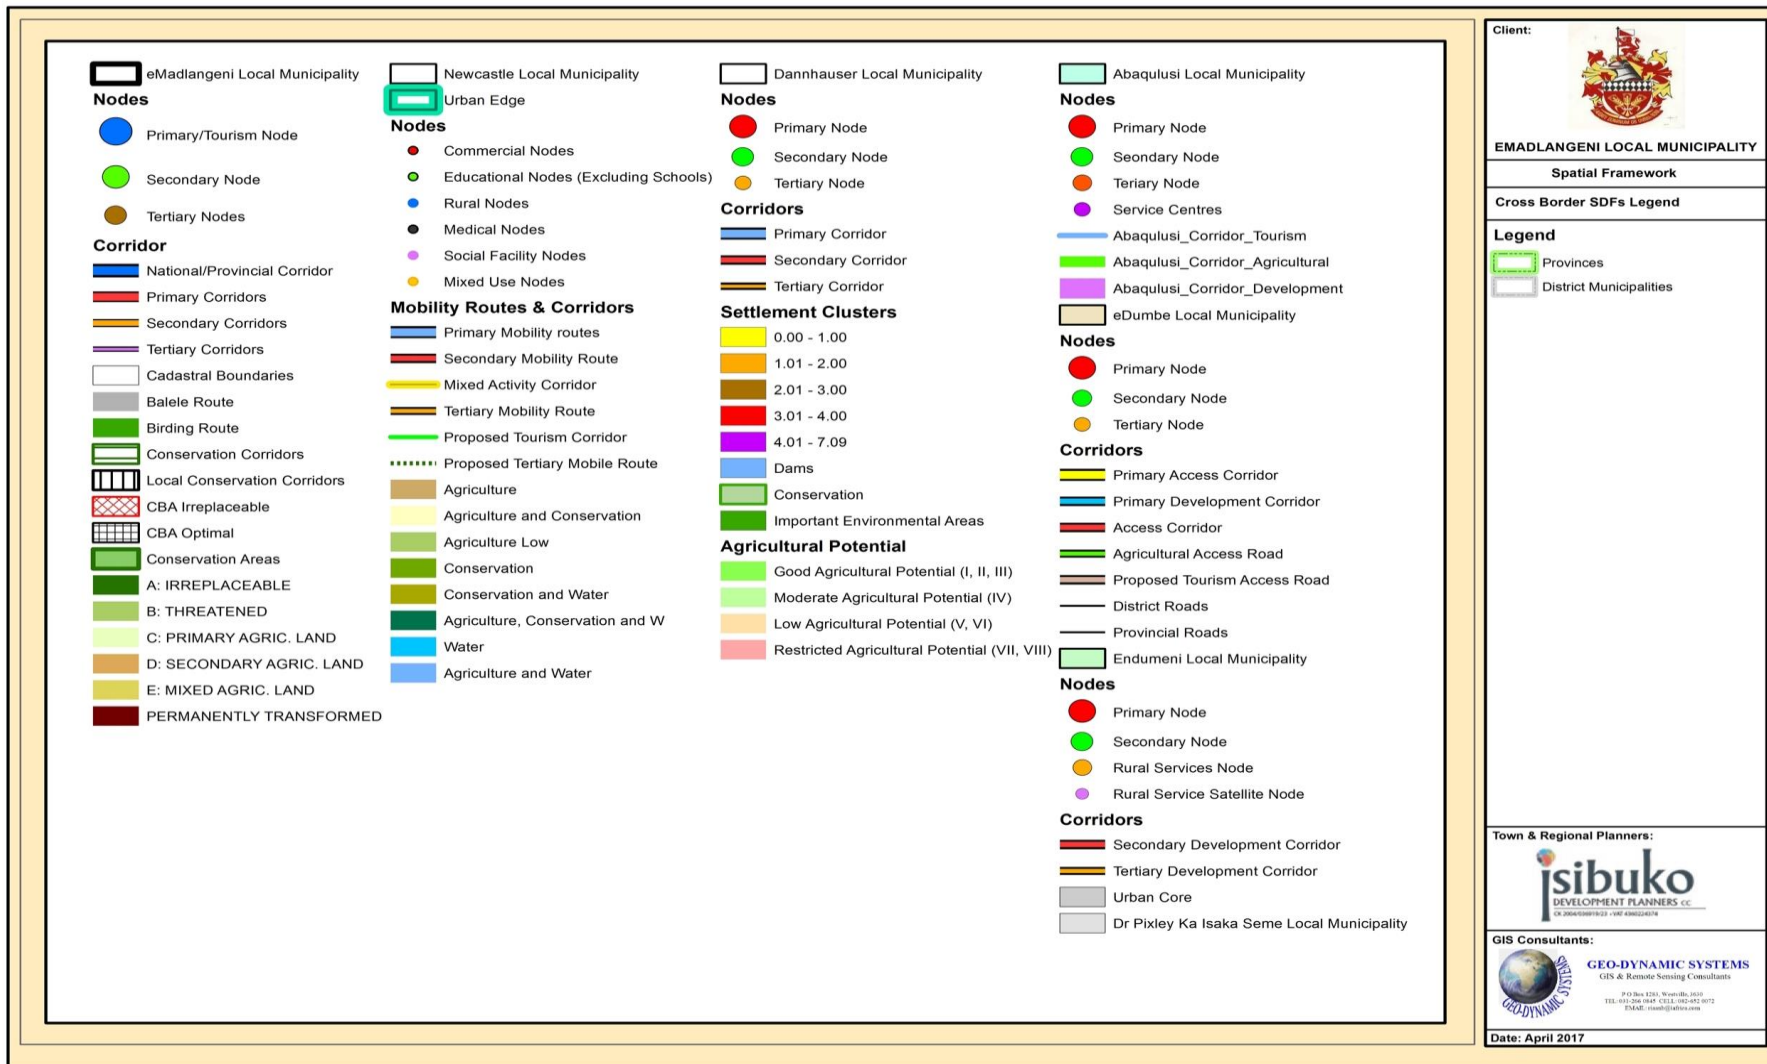 eMadlangeni Local Municipality
Nodes
Primary/Tourism Node
Secondary Node
Tertiary Nodes
Corridor
National/Provincial Corridor
Primary Corridors
Secondary Corridors
Tertiary Corridors
Cadastral Boundaries
Balele Route
Birding Route
Conservation Corridors
Local Conservation Corridors
CBA Irreplaceable
CBA Optimal
Conservation Areas
A: IRREPLACEABLE
B: THREATENED
C: PRIMARY AGRIC. LAND
D: SECONDARY AGRIC. LAND
E: MIXED AGRIC. LAND
PERMANENTLY TRANSFORMED
Newcastle Local Municipality
Urban Edge
Nodes
Commercial Nodes
Educational Nodes (Excluding Schools)
Rural Nodes
Medical Nodes
Social Facility Nodes
Mixed Use Nodes
Mobility Routes & Corridors
Primary Mobility routes
Secondary Mobility Route
Mixed Activity Corridor
Tertiary Mobility Route
Proposed Tourism Corridor
Proposed Tertiary Mobile Route
Agriculture
Agriculture and Conservation
Agriculture Low
Conservation
Conservation and Water
Agriculture, Conservation and W
Water
Agriculture and Water
Dannhauser Local Municipality
Nodes
Primary Node
Secondary Node
Tertiary Node
Corridors
Primary Corridor
Secondary Corridor
Tertiary Corridor
Settlement Clusters
0.00 - 1.00
1.01 - 2.00
2.01 - 3.00
3.01 - 4.00
4.01 - 7.09
Dams
Conservation
Important Environmental Areas
Agricultural Potential
Good Agricultural Potential (I, II, III)
Moderate Agricultural Potential (IV)
Low Agricultural Potential (V, VI)
Restricted Agricultural Potential (VII, VIII)
Abaqulusi Local Municipality
Nodes
Primary Node
Seondary Node
Teriary Node
Service Centres
Abaqulusi_Corridor_Tourism
Abaqulusi_Corridor_Agricultural
Abaqulusi_Corridor_Development
eDumbe Local Municipality
Nodes
Primary Node
Secondary Node
Tertiary Node
Corridors
Primary Access Corridor
Primary Development Corridor
Access Corridor
Agricultural Access Road
Proposed Tourism Access Road
District Roads
Provincial Roads
Endumeni Local Municipality
Nodes
Primary Node
Secondary Node
Rural Services Node
Rural Service Satellite Node
Corridors
Secondary Development Corridor
Tertiary Development Corridor
Urban Core
Dr Pixley Ka Isaka Seme Local Municipality
Client:
EMADLANGENI LOCAL MUNICIPALITY
Spatial Framework
Cross Border SDFs Legend
Legend
Provinces
District Municipalities
Town & Regional Planners:
isibuko
DEVELOPMENT PLANNERS CC
GIS Consultants:
GEO-DYNAMIC SYSTEMS
GEO-DYNAMIC SYSTEMS
GIS & Remote Sensing Consultants
Date: April 2017